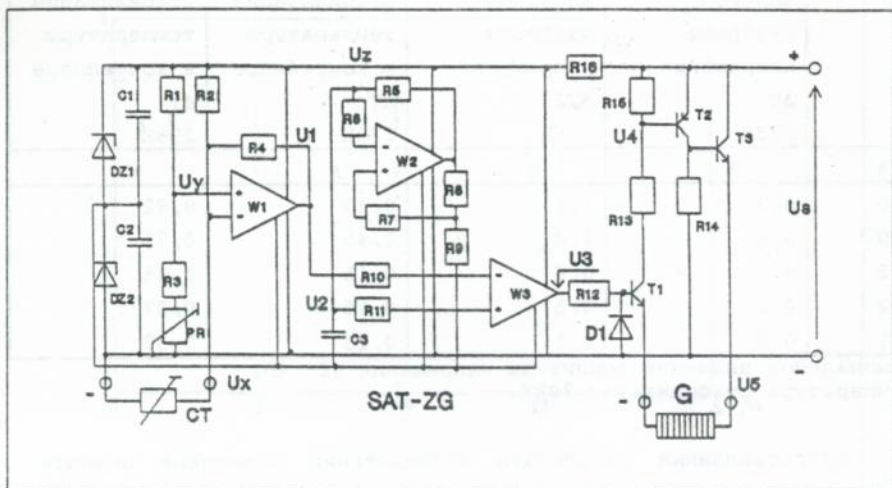 Uz
+
R16
C1
R1
R2
R5
R15
T2
R6
U1
R4
U4
T3
W2
DZ1
Uy
R8
W1
R7
Us
C2
R13
R14
R9
DZ2
R3
R10
U3
W3
T1
U2
R12
R11
PR
C3
D1
-
Ux
-
CT
SAT-ZG
-
G
U5